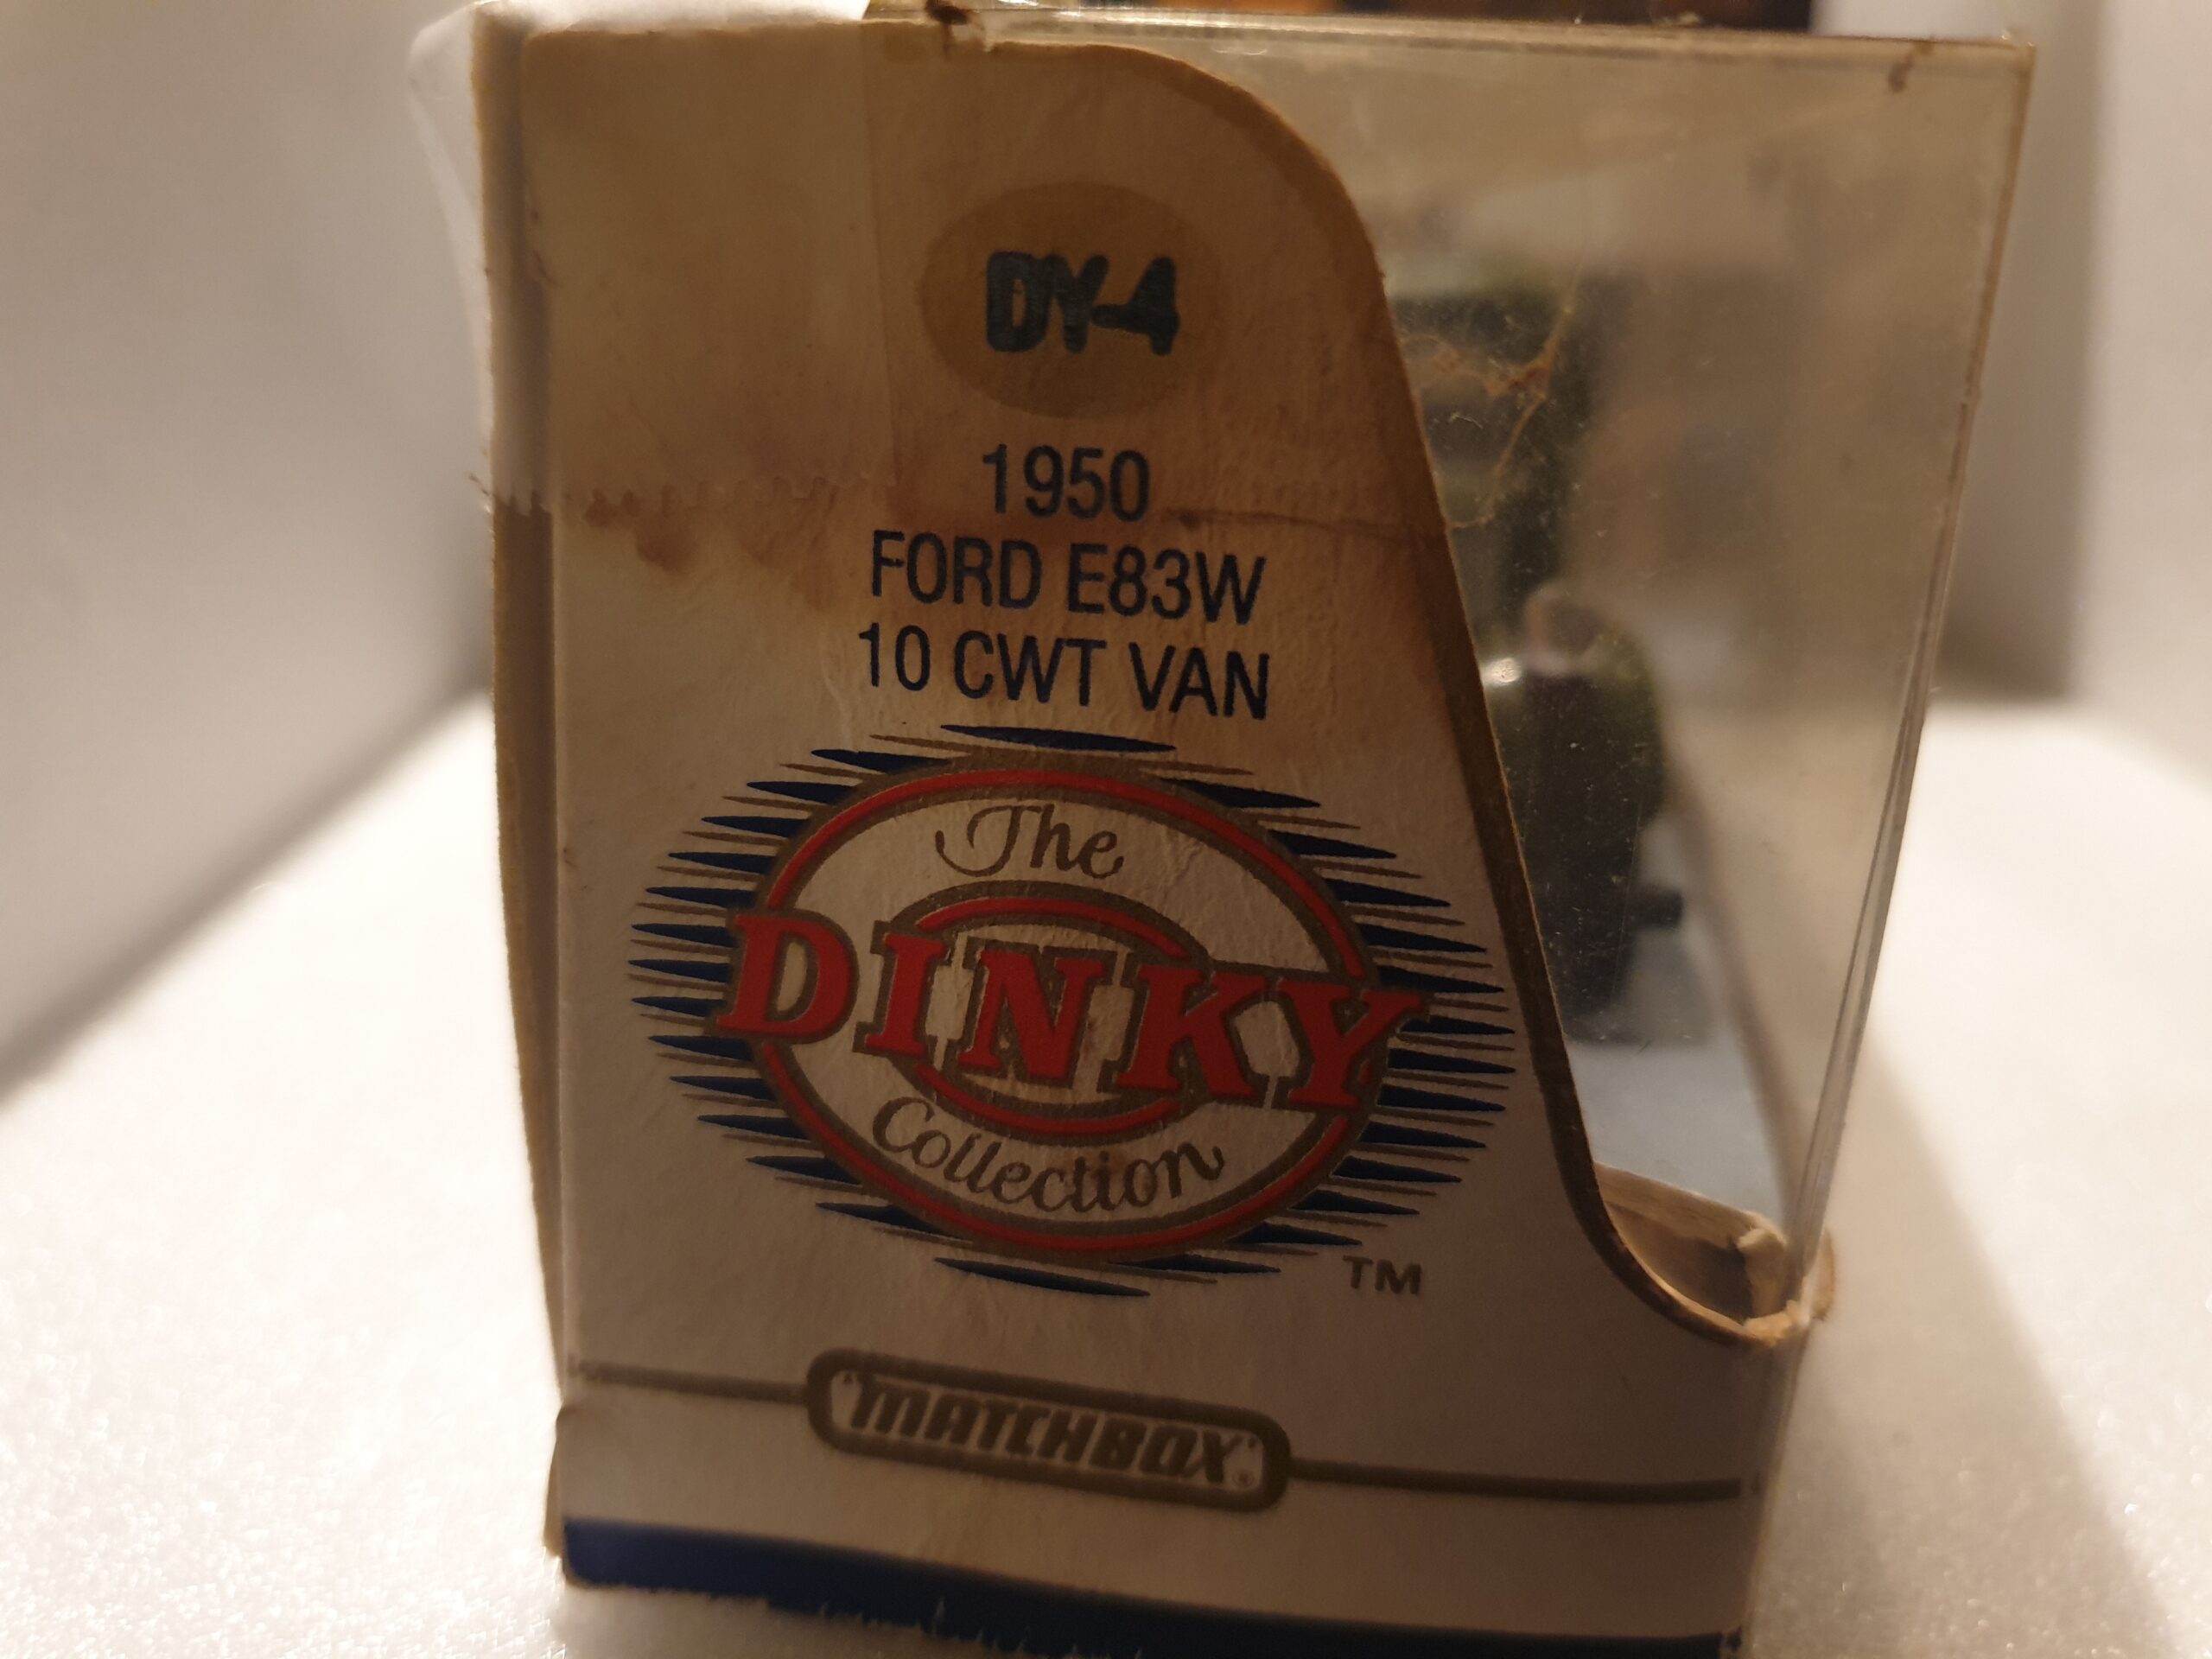 DY-4
1950
FORD E83W
10 CWT VAN
The
DINKY
Collection
TM
"MATCHBOX"®